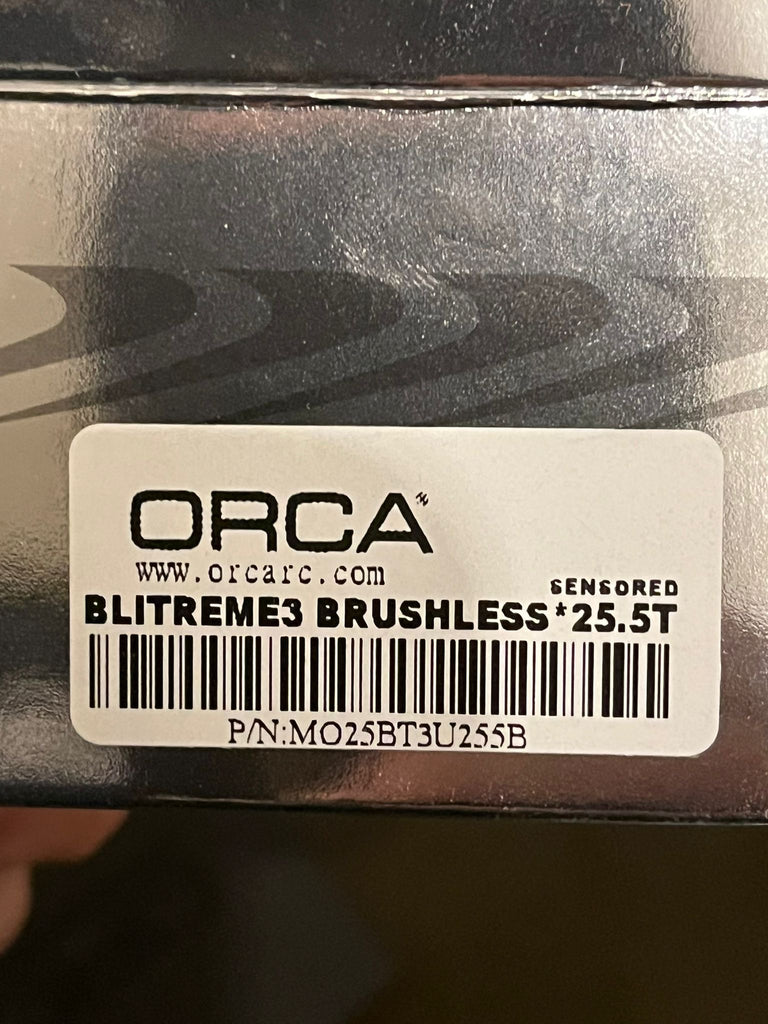 ORCA®
www.orcarc.com
SENSORED
BLITREME3 BRUSHLESS*25.5T
P/N:MO25BT3U255B